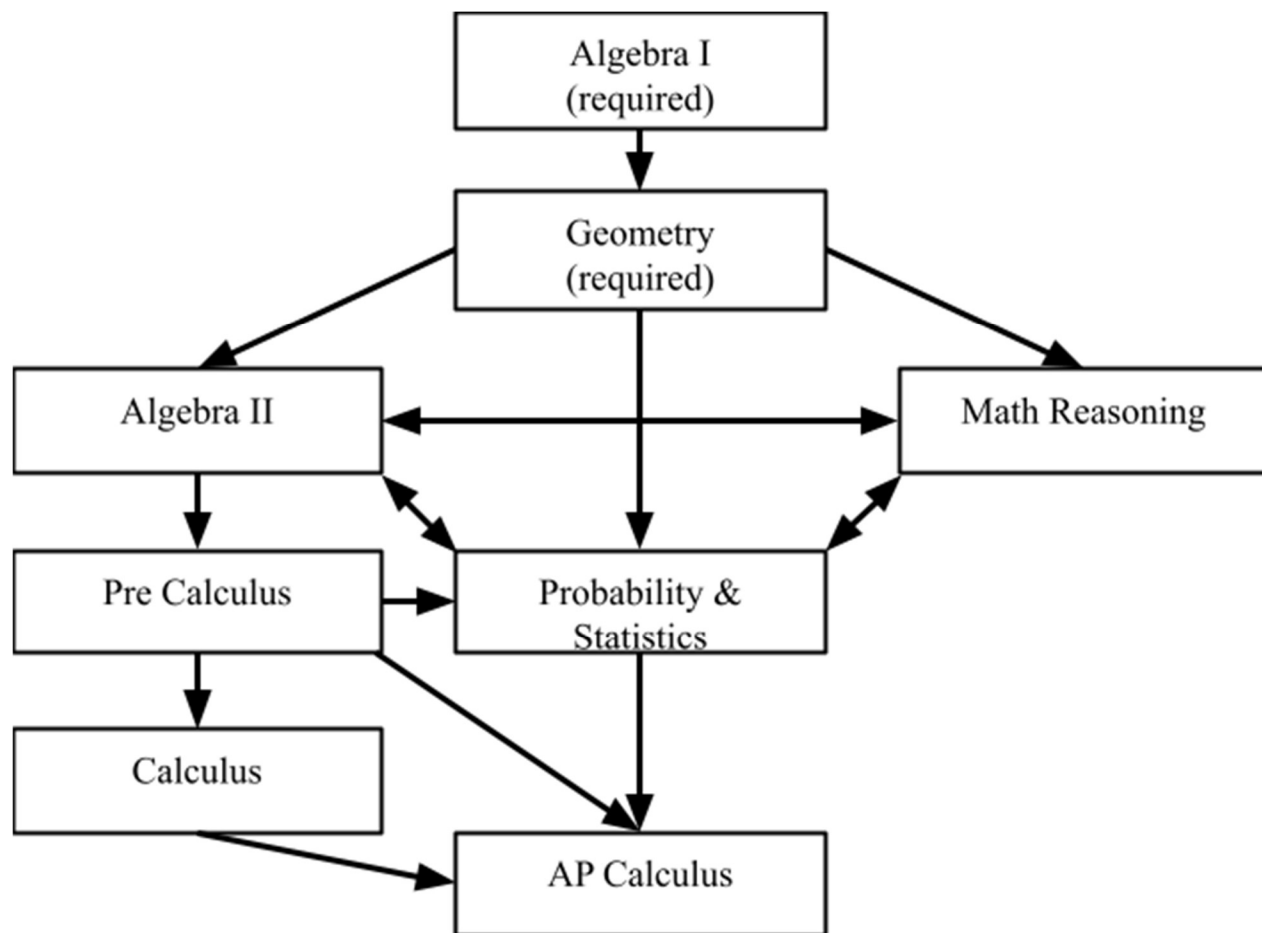 Algebra I
(required)
Geometry
(required)
Algebra II
Math Reasoning
Pre Calculus
Probability &
Statistics
Calculus
AP Calculus